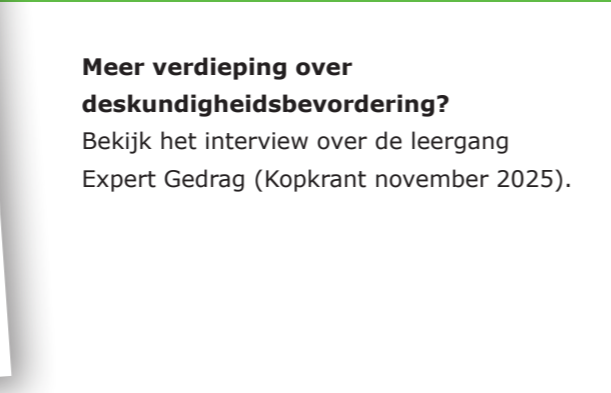 Meer verdieping over
deskundigheidsbevordering?
Bekijk het interview over de leergang
Expert Gedrag (Kopkrant november 2025).